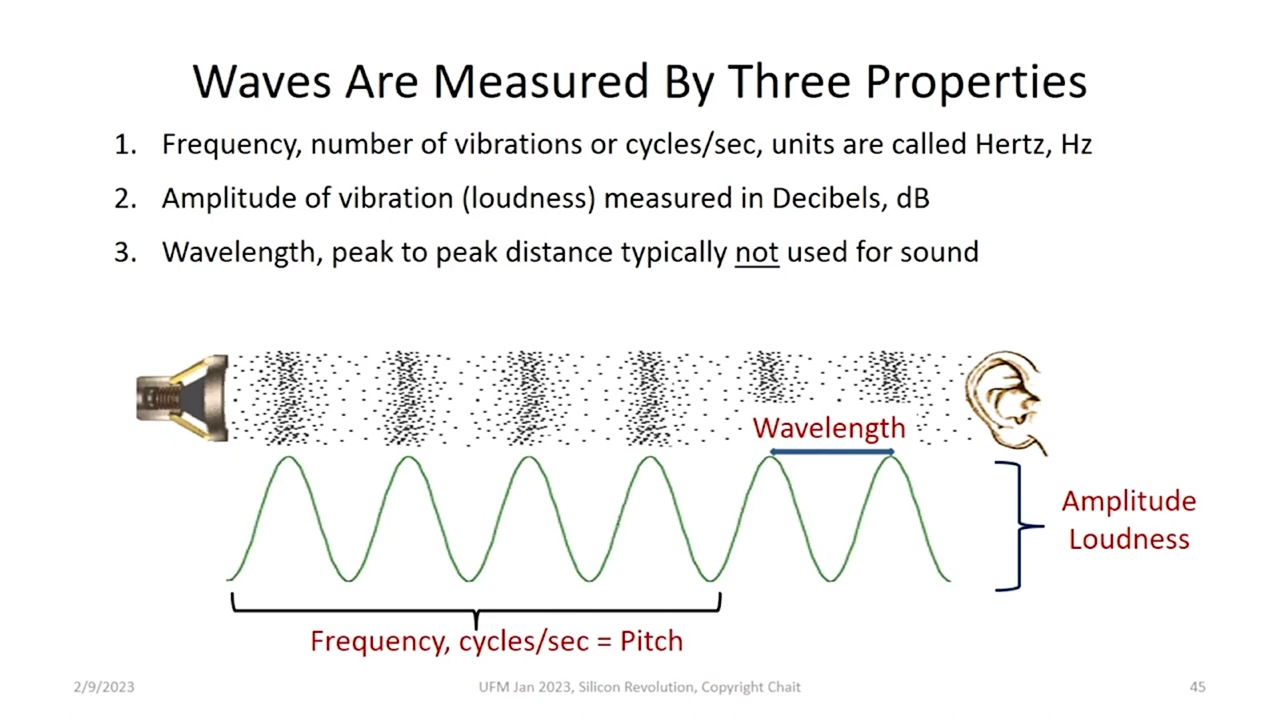 Waves Are Measured By Three Properties
1. Frequency, number of vibrations or cycles/sec, units are called Hertz, Hz
2. Amplitude of vibration (loudness) measured in Decibels, dB
3. Wavelength, peak to peak distance typically not used for sound
Wavelength
Amplitude
Loudness
Frequency, cycles/sec = Pitch
2/9/2023
UFM Jan 2023, Silicon Revolution, Copyright Chait
45